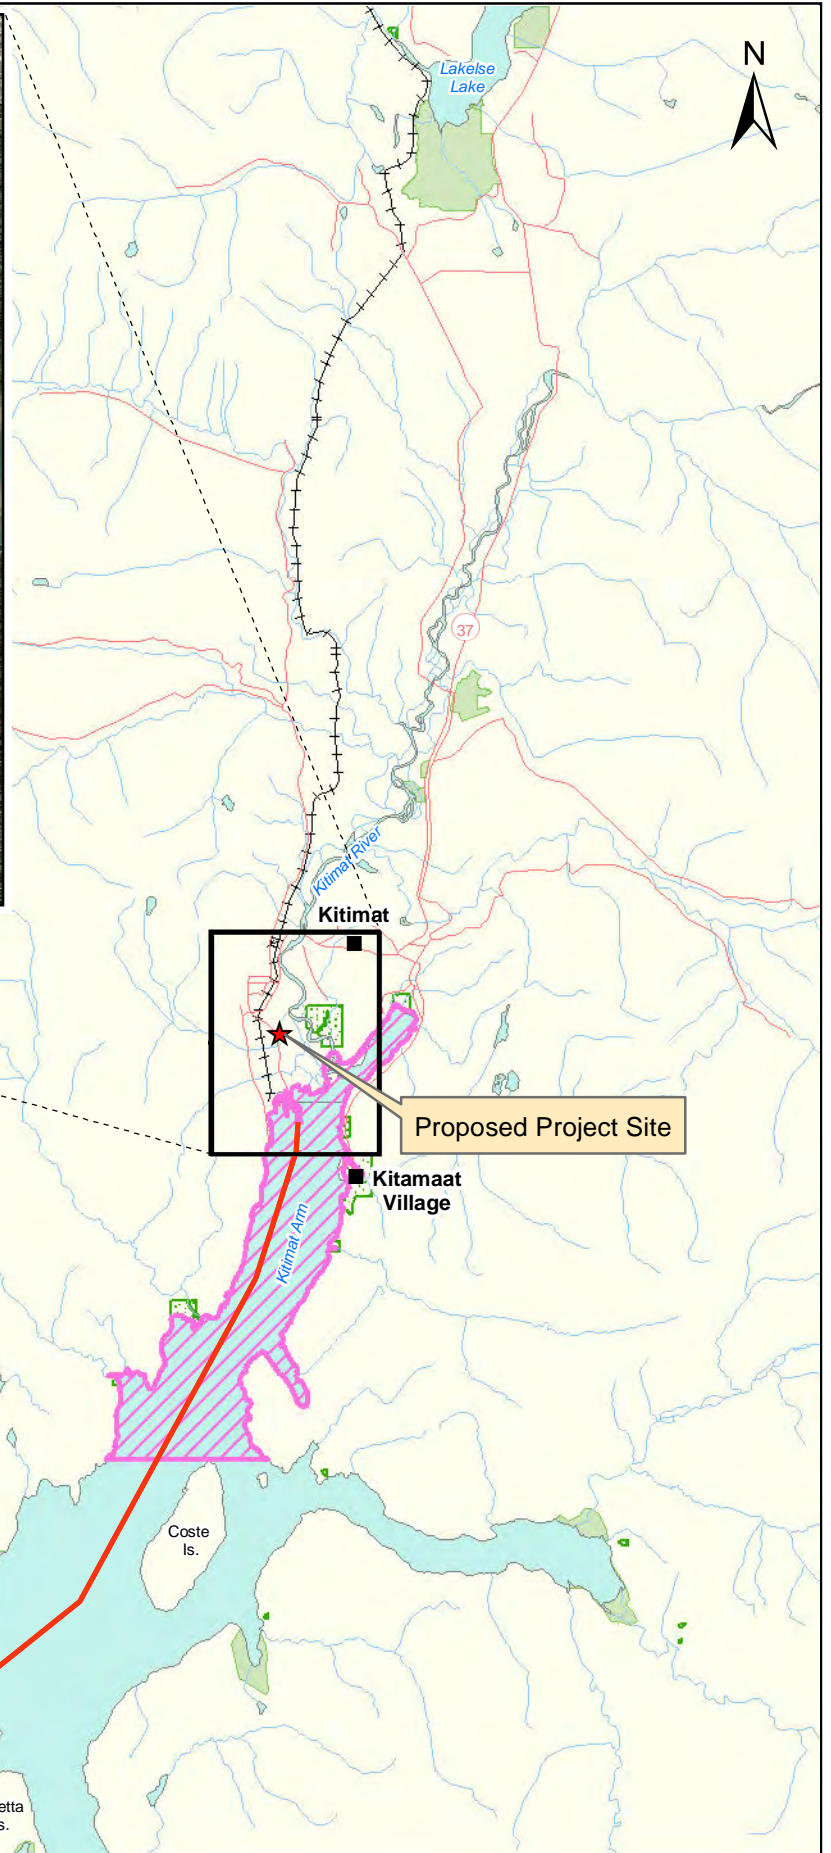 N
Lakelse
Lake
37
Kitimat River
Kitimat
Proposed Project Site
Kitamaat
Village
Kitimat Arm
Coste
Is.
etta
s.